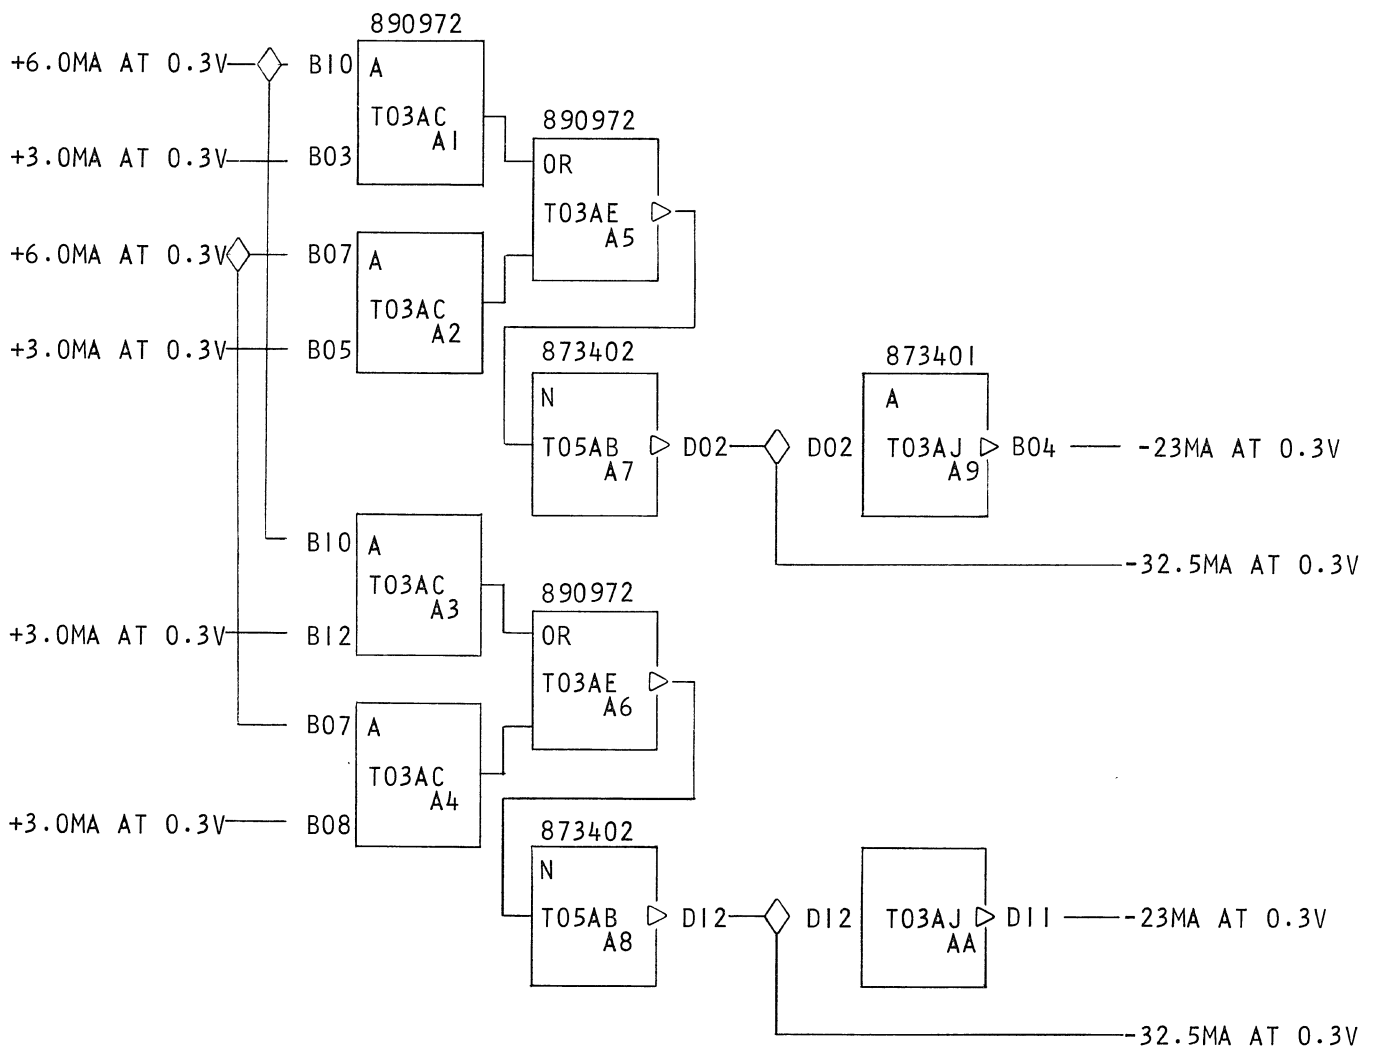 890972
+6.0MA AT 0.3V B10 A
T03AC
A1
+3.0MA AT 0.3V B03
890972
OR
T03AE
A5
+6.0MA AT 0.3V B07 A
T03AC
A2
+3.0MA AT 0.3V B05
873402
N
T05AB D02
A7
873401
A
D02 T03AJ B04 -23MA AT 0.3V
A9
-32.5MA AT 0.3V
B10 A
T03AC
A3
+3.0MA AT 0.3V B12
890972
OR
T03AE
A6
B07 A
T03AC
A4
+3.0MA AT 0.3V B08
873402
N
T05AB D12
A8
D12 T03AJ D11 -23MA AT 0.3V
AA
-32.5MA AT 0.3V